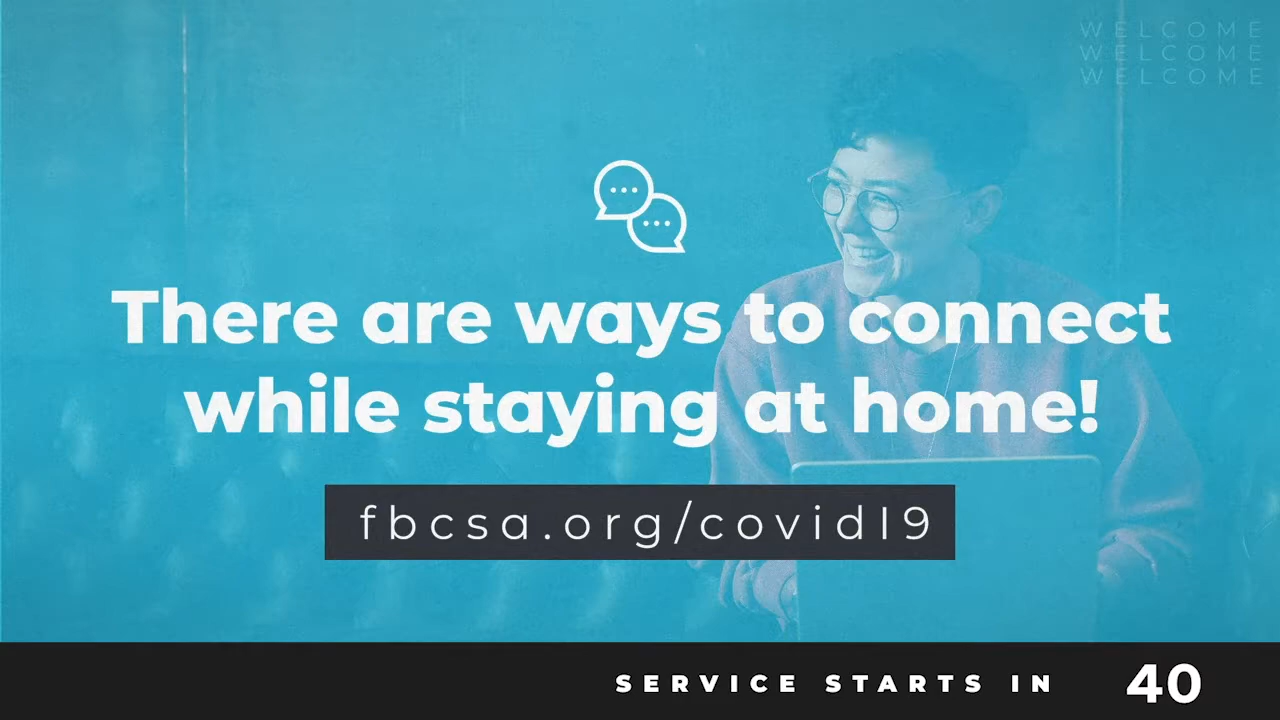 WELCOME
WELCOME
WELCOME
There are ways to connect
while staying at home!
fbcsa.org/covid19
SERVICE STARTS IN 40